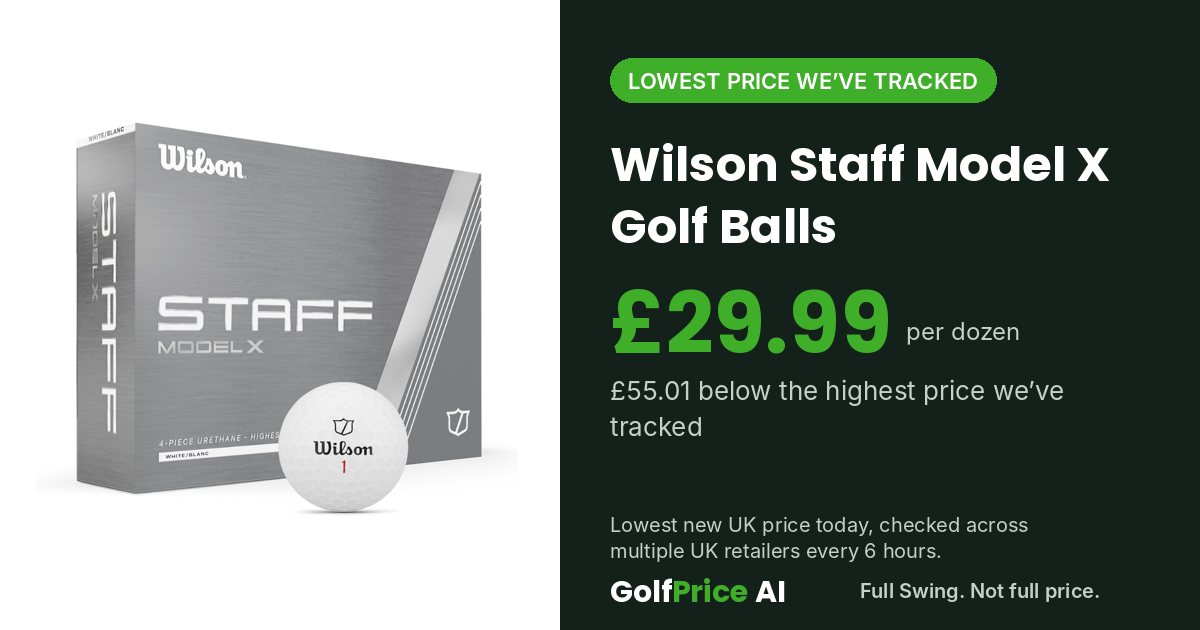 WHITE/BLANC
Wilson
STAFF
MODEL X
STAFF
MODEL X
4-PIECE URETHANE - HIGHES
WHITE/BLANC
Wilson
1
LOWEST PRICE WE’VE TRACKED
Wilson Staff Model X
Golf Balls
£29.99 per dozen
£55.01 below the highest price we’ve
tracked
Lowest new UK price today, checked across
multiple UK retailers every 6 hours.
GolfPrice AI
Full Swing. Not full price.